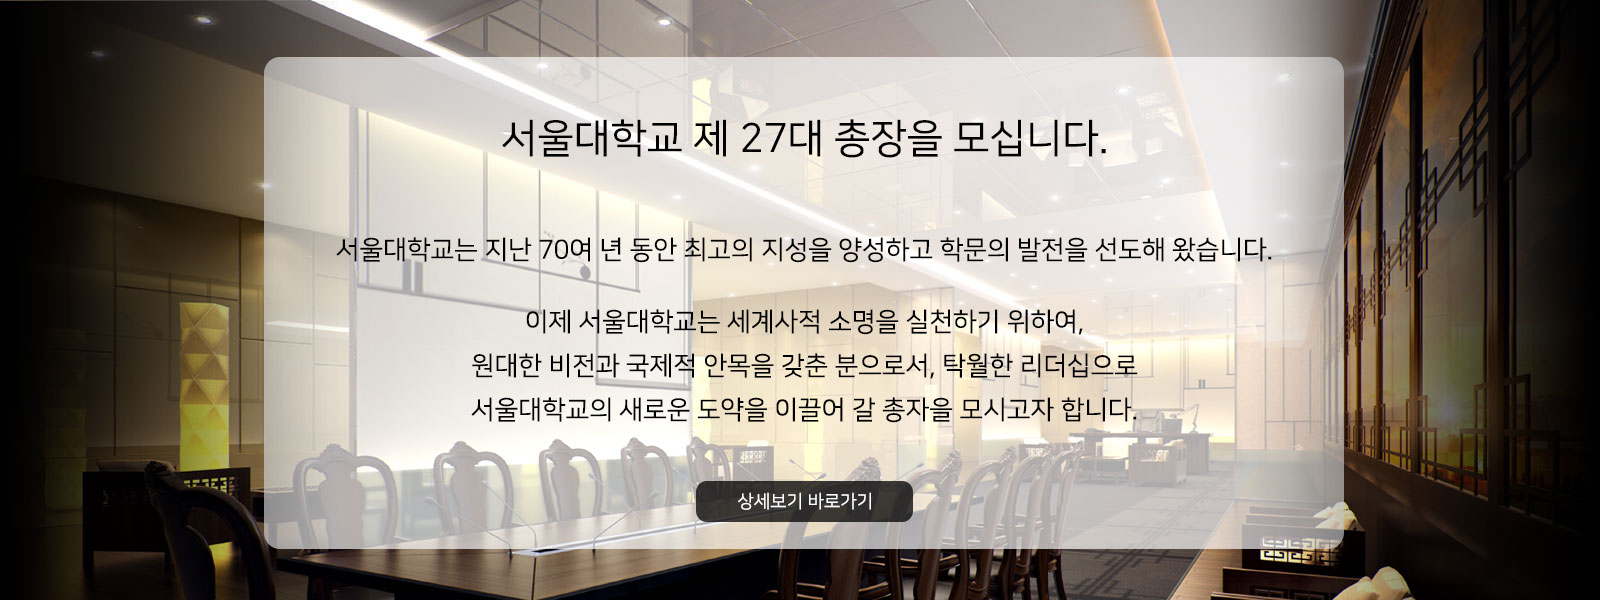 서울대학교 제 27대 총장을 모십니다.
서울대학교는 지난 70여 년 동안 최고의 지성을 양성하고 학문의 발전을 선도해 왔습니다.
이제 서울대학교는 세계사적 소명을 실천하기 위하여,
원대한 비전과 국제적 안목을 갖춘 분으로서, 탁월한 리더십으로
서울대학교의 새로운 도약을 이끌어 갈 총자을 모시고자 합니다.
상세보기 바로가기